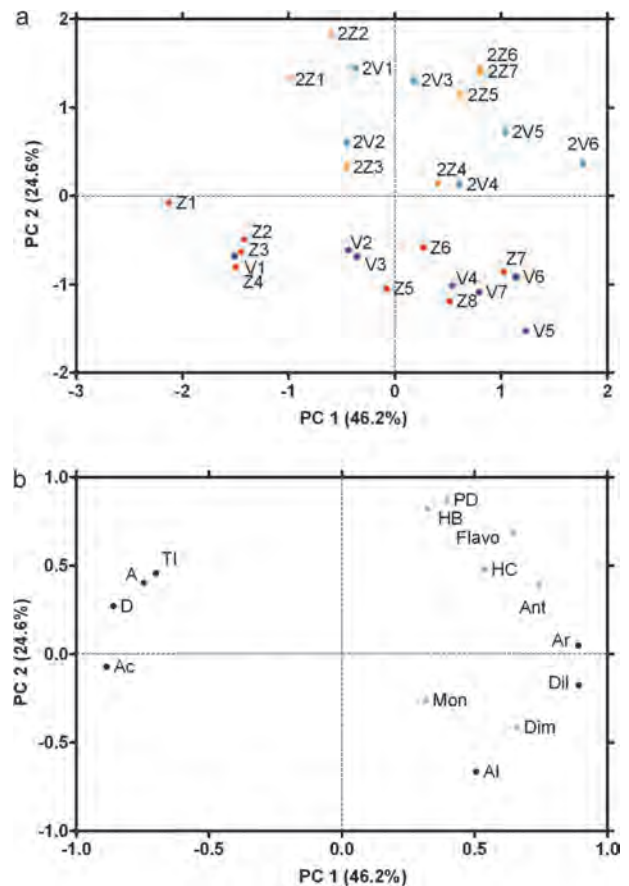 a
2
2Z2
2V1
2Z1
2V3
2Z6
2Z7
2Z5
1
2V2
2V5
2V6
2Z3
2Z4
2V4
0
Z1
Z2
Z3
V1
Z4
V2
V3
Z6
Z7
V6
V4
V7
Z5
Z8
-1
V5
-2
-3 -2 -1 0 1 2
PC 1 (46.2%)
PC 2 (24.6%)
b
1.0
PD
HB
Flavo
0.5
TI
A
HC
D
Ant
Ar
0.0
Ac
Dil
Mon
Dim
-0.5
AI
-1.0
-1.0 -0.5 0.0 0.5 1.0
PC 1 (46.2%)
PC 2 (24.6%)